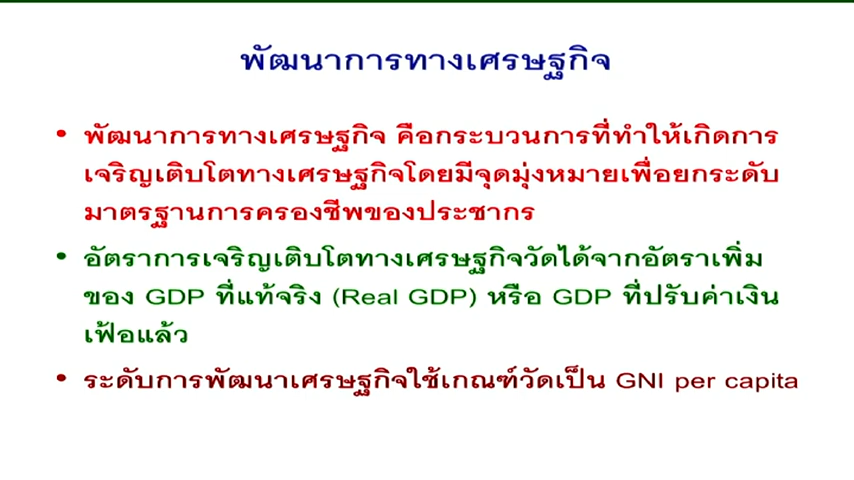 พัฒนาการทางเศรษฐกิจ
• พัฒนาการทางเศรษฐกิจ คือกระบวนการที่ทำให้เกิดการ
เจริญเติบโตทางเศรษฐกิจโดยมีจุดมุ่งหมายเพื่อยกระดับ
มาตรฐานการครองชีพของประชากร
• อัตราการเจริญเติบโตทางเศรษฐกิจวัดได้จากอัตราเพิ่ม
ของ GDP ที่แท้จริง (Real GDP) หรือ GDP ที่ปรับค่าเงิน
เฟ้อแล้ว
• ระดับการพัฒนาเศรษฐกิจใช้เกณฑ์วัดเป็น GNI per capita